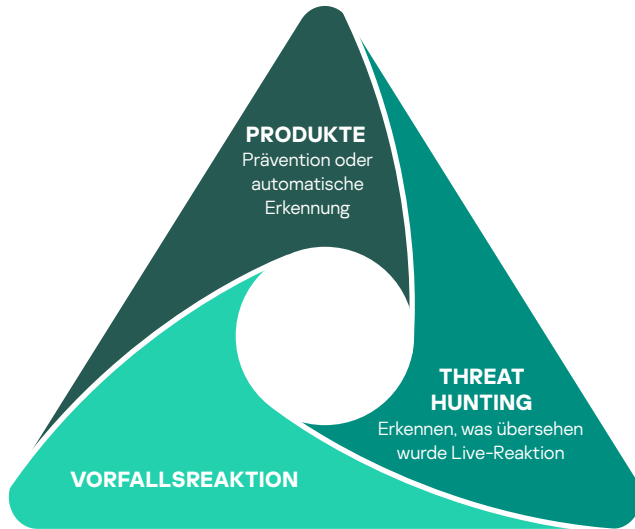 PRODUKTE
Prävention oder
automatische
Erkennung
THREAT
HUNTING
Erkennen, was übersehen
wurde Live-Reaktion
VORFALLSREAKTION